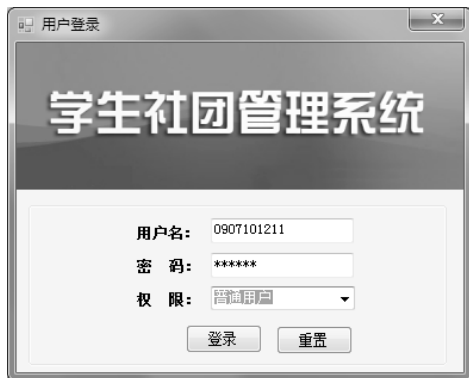 用户登录
学生社团管理系统
用户名： 0907101211
密 码： ******
权 限： 普通用户
登录 重置